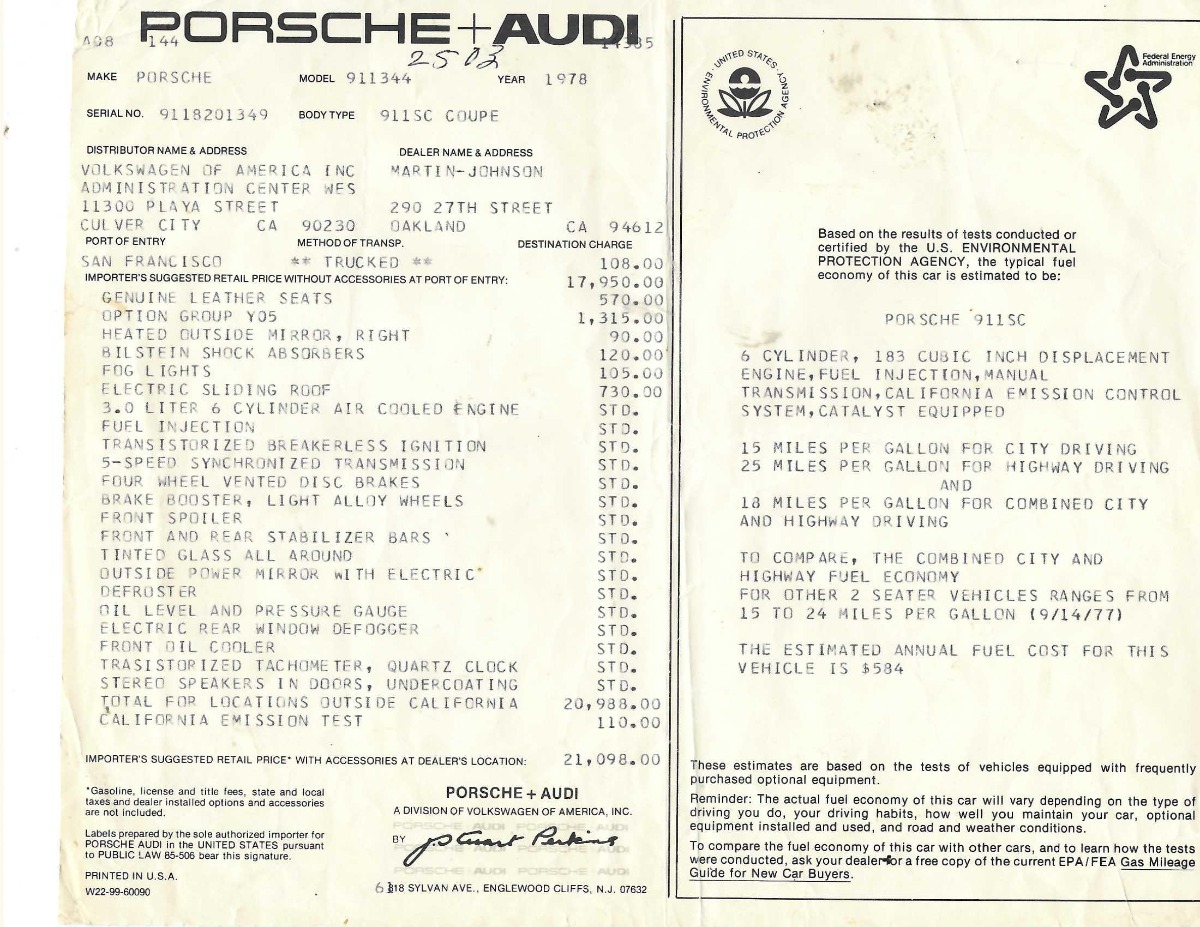 PORSCHE+AUDI
A08 144 14385
2503
MAKE PORSCHE MODEL 911344 YEAR 1978
SERIAL NO. 9118201349 BODY TYPE 911SC COUPE
DISTRIBUTOR NAME & ADDRESS DEALER NAME & ADDRESS
VOLKSWAGEN OF AMERICA INC MARTIN-JOHNSON
ADMINISTRATION CENTER WES
11300 PLAYA STREET 290 27TH STREET
CULVER CITY CA 90230 OAKLAND CA 94612
PORT OF ENTRY METHOD OF TRANSP. DESTINATION CHARGE
SAN FRANCISCO ** TRUCKED ** 108.00
IMPORTER'S SUGGESTED RETAIL PRICE WITHOUT ACCESSORIES AT PORT OF ENTRY: 17,950.00
GENUINE LEATHER SEATS 570.00
OPTION GROUP Y05 1,315.00
HEATED OUTSIDE MIRROR, RIGHT 90.00
BILSTEIN SHOCK ABSORBERS 120.00
FOG LIGHTS 105.00
ELECTRIC SLIDING ROOF 730.00
3.0 LITER 6 CYLINDER AIR COOLED ENGINE STD.
FUEL INJECTION STD.
TRANSISTORIZED BREAKERLESS IGNITION STD.
5-SPEED SYNCHRONIZED TRANSMISSION STD.
FOUR WHEEL VENTED DISC BRAKES STD.
BRAKE BOOSTER, LIGHT ALLOY WHEELS STD.
FRONT SPOILER STD.
FRONT AND REAR STABILIZER BARS STD.
TINTED GLASS ALL AROUND STD.
OUTSIDE POWER MIRROR WITH ELECTRIC STD.
DEFROSTER STD.
OIL LEVEL AND PRESSURE GAUGE STD.
ELECTRIC REAR WINDOW DEFOGGER STD.
FRONT OIL COOLER STD.
TRASISTORIZED TACHOMETER, QUARTZ CLOCK STD.
STEREO SPEAKERS IN DOORS, UNDERCOATING STD.
TOTAL FOR LOCATIONS OUTSIDE CALIFORNIA 20,988.00
CALIFORNIA EMISSION TEST 110.00
IMPORTER'S SUGGESTED RETAIL PRICE* WITH ACCESSORIES AT DEALER'S LOCATION: 21,098.00
*Gasoline, license and title fees, state and local
taxes and dealer installed options and accessories
are not included.
Labels prepared by the sole authorized importer for
PORSCHE AUDI in the UNITED STATES pursuant
to PUBLIC LAW 85-506 bear this signature.
PRINTED IN U.S.A.
W22-99-60090
PORSCHE + AUDI
A DIVISION OF VOLKSWAGEN OF AMERICA, INC.
PORSCHE AUDI PORSCHE AUDI
BY J. Stuart Perkins
PORSCHE AUDI PORSCHE AUDI
818 SYLVAN AVE., ENGLEWOOD CLIFFS, N.J. 07632
UNITED STATES ENVIRONMENTAL PROTECTION AGENCY
Federal Energy
Administration
Based on the results of tests conducted or
certified by the U.S. ENVIRONMENTAL
PROTECTION AGENCY, the typical fuel
economy of this car is estimated to be:
PORSCHE 911SC
6 CYLINDER, 183 CUBIC INCH DISPLACEMENT
ENGINE,FUEL INJECTION,MANUAL
TRANSMISSION,CALIFORNIA EMISSION CONTROL
SYSTEM,CATALYST EQUIPPED
15 MILES PER GALLON FOR CITY DRIVING
25 MILES PER GALLON FOR HIGHWAY DRIVING
AND
18 MILES PER GALLON FOR COMBINED CITY
AND HIGHWAY DRIVING
TO COMPARE, THE COMBINED CITY AND
HIGHWAY FUEL ECONOMY
FOR OTHER 2 SEATER VEHICLES RANGES FROM
15 TO 24 MILES PER GALLON (9/14/77)
THE ESTIMATED ANNUAL FUEL COST FOR THIS
VEHICLE IS $584
These estimates are based on the tests of vehicles equipped with frequently
purchased optional equipment.
Reminder: The actual fuel economy of this car will vary depending on the type of
driving you do, your driving habits, how well you maintain your car, optional
equipment installed and used, and road and weather conditions.
To compare the fuel economy of this car with other cars, and to learn how the tests
were conducted, ask your dealer for a free copy of the current EPA/FEA Gas Mileage
Guide for New Car Buyers.